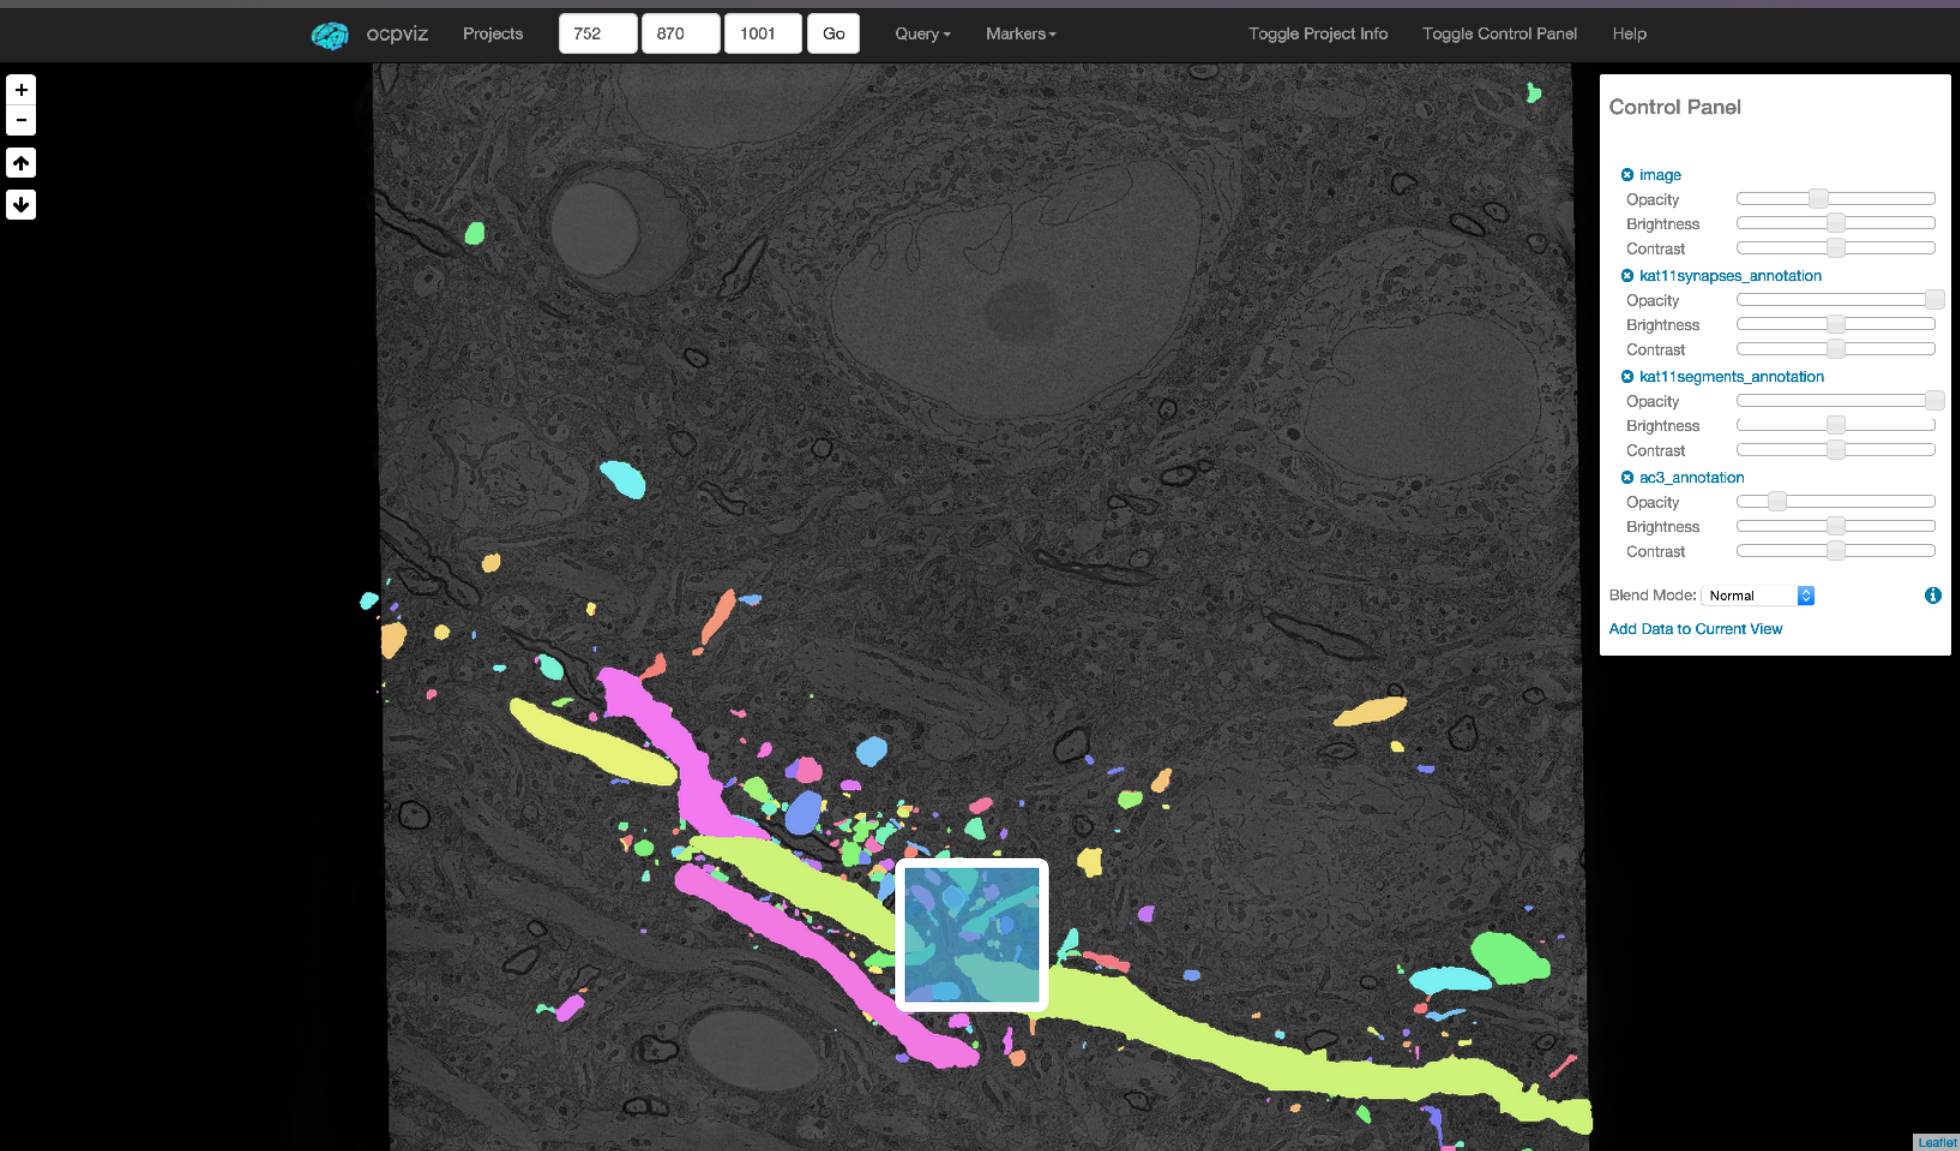 ocpviz Projects 752 870 1001 Go Query Markers Toggle Project Info Toggle Control Panel Help
+
-
Control Panel
image
Opacity
Brightness
Contrast
kat11synapses_annotation
Opacity
Brightness
Contrast
kat11segments_annotation
Opacity
Brightness
Contrast
ac3_annotation
Opacity
Brightness
Contrast
Blend Mode: Normal
Add Data to Current View
Leaflet